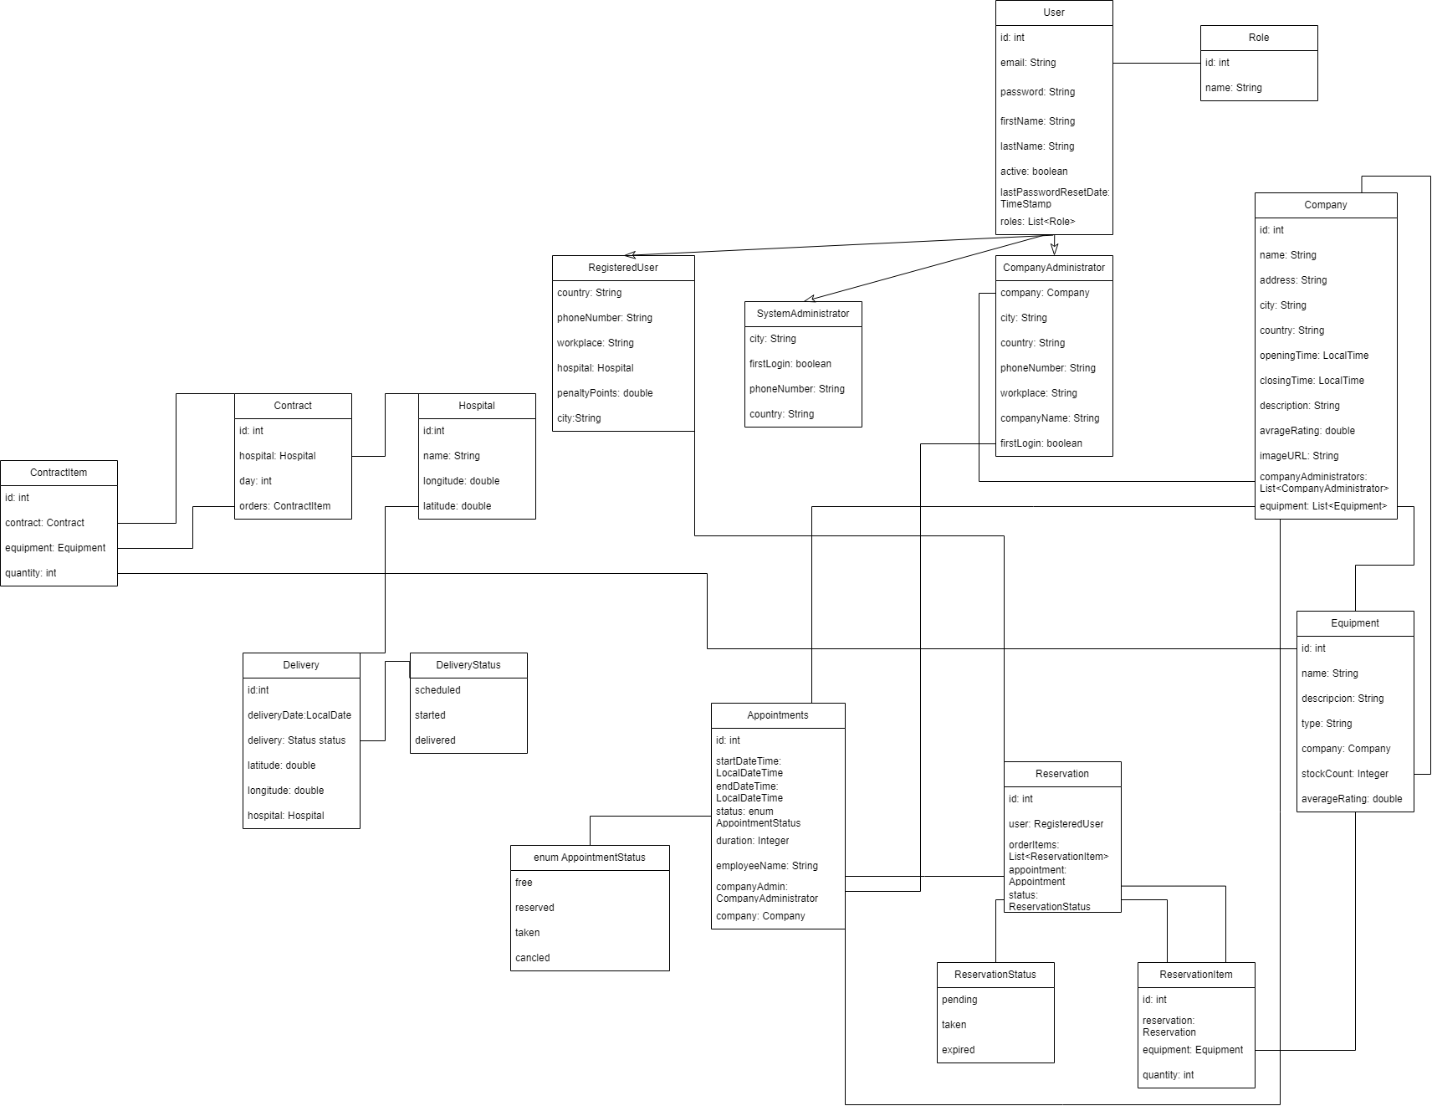 User
id: int
email: String
password: String
firstName: String
lastName: String
active: boolean
lastPasswordResetDate:
TimeStamp
roles: List<Role>
Role
id: int
name: String
Company
id: int
name: String
address: String
city: String
country: String
openingTime: LocalTime
closingTime: LocalTime
description: String
avrageRating: double
imageURL: String
companyAdministrators:
List<CompanyAdministrator>
equipment: List<Equipment>
RegisteredUser
country: String
phoneNumber: String
workplace: String
hospital: Hospital
penaltyPoints: double
city:String
SystemAdministrator
city: String
firstLogin: boolean
phoneNumber: String
country: String
CompanyAdministrator
company: Company
city: String
country: String
phoneNumber: String
workplace: String
companyName: String
firstLogin: boolean
Contract
id: int
hospital: Hospital
day: int
orders: ContractItem
Hospital
id:int
name: String
longitude: double
latitude: double
ContractItem
id: int
contract: Contract
equipment: Equipment
quantity: int
Equipment
id: int
name: String
descripcion: String
type: String
company: Company
stockCount: Integer
averageRating: double
Delivery
id:int
deliveryDate:LocalDate
delivery: Status status
latitude: double
longitude: double
hospital: Hospital
DeliveryStatus
scheduled
started
delivered
Appointments
id: int
startDateTime:
LocalDateTime
endDateTime:
LocalDateTime
status: enum
AppointmentStatus
duration: Integer
employeeName: String
companyAdmin:
CompanyAdministrator
company: Company
Reservation
id: int
user: RegisteredUser
orderItems:
List<ReservationItem>
appointment:
Appointment
status:
ReservationStatus
enum AppointmentStatus
free
reserved
taken
cancled
ReservationStatus
pending
taken
expired
ReservationItem
id: int
reservation:
Reservation
equipment: Equipment
quantity: int